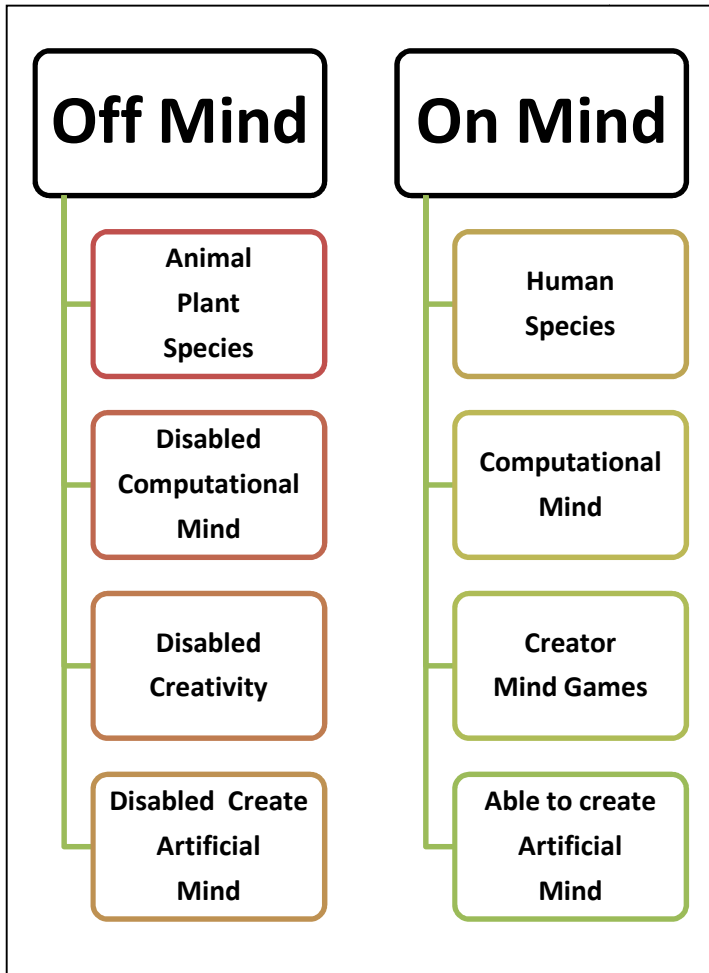 Off Mind
Animal
Plant
Species
Disabled
Computational
Mind
Disabled
Creativity
Disabled Create
Artificial
Mind
On Mind
Human
Species
Computational
Mind
Creator
Mind Games
Able to create
Artificial
Mind